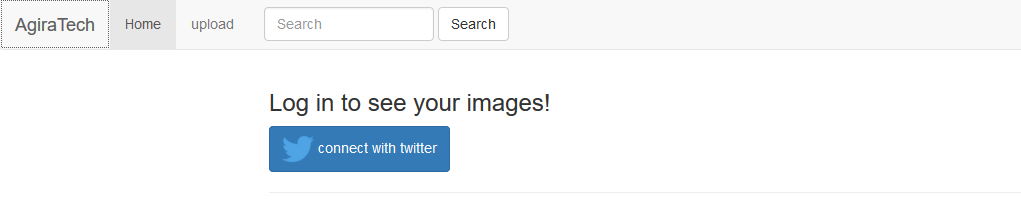 AgiraTech Home upload Search Search
Log in to see your images!
connect with twitter